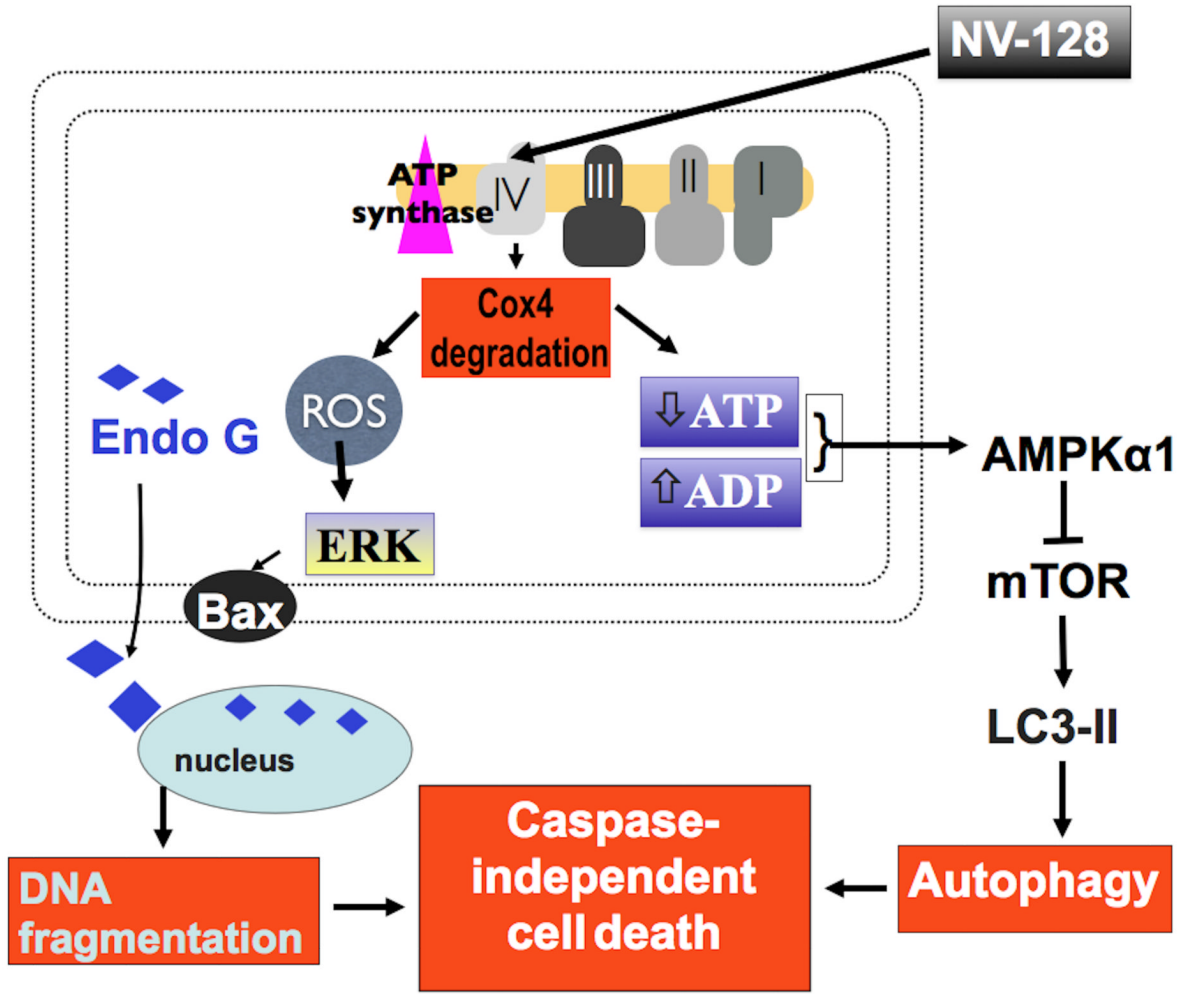 NV-128
ATP
synthase
IV
III
II
I
Cox4
degradation
ROS
⇩ATP
⇧ADP
}
Endo G
ERK
Bax
AMPKα1
mTOR
LC3-II
nucleus
Caspase-
independent
cell death
Autophagy
DNA
fragmentation